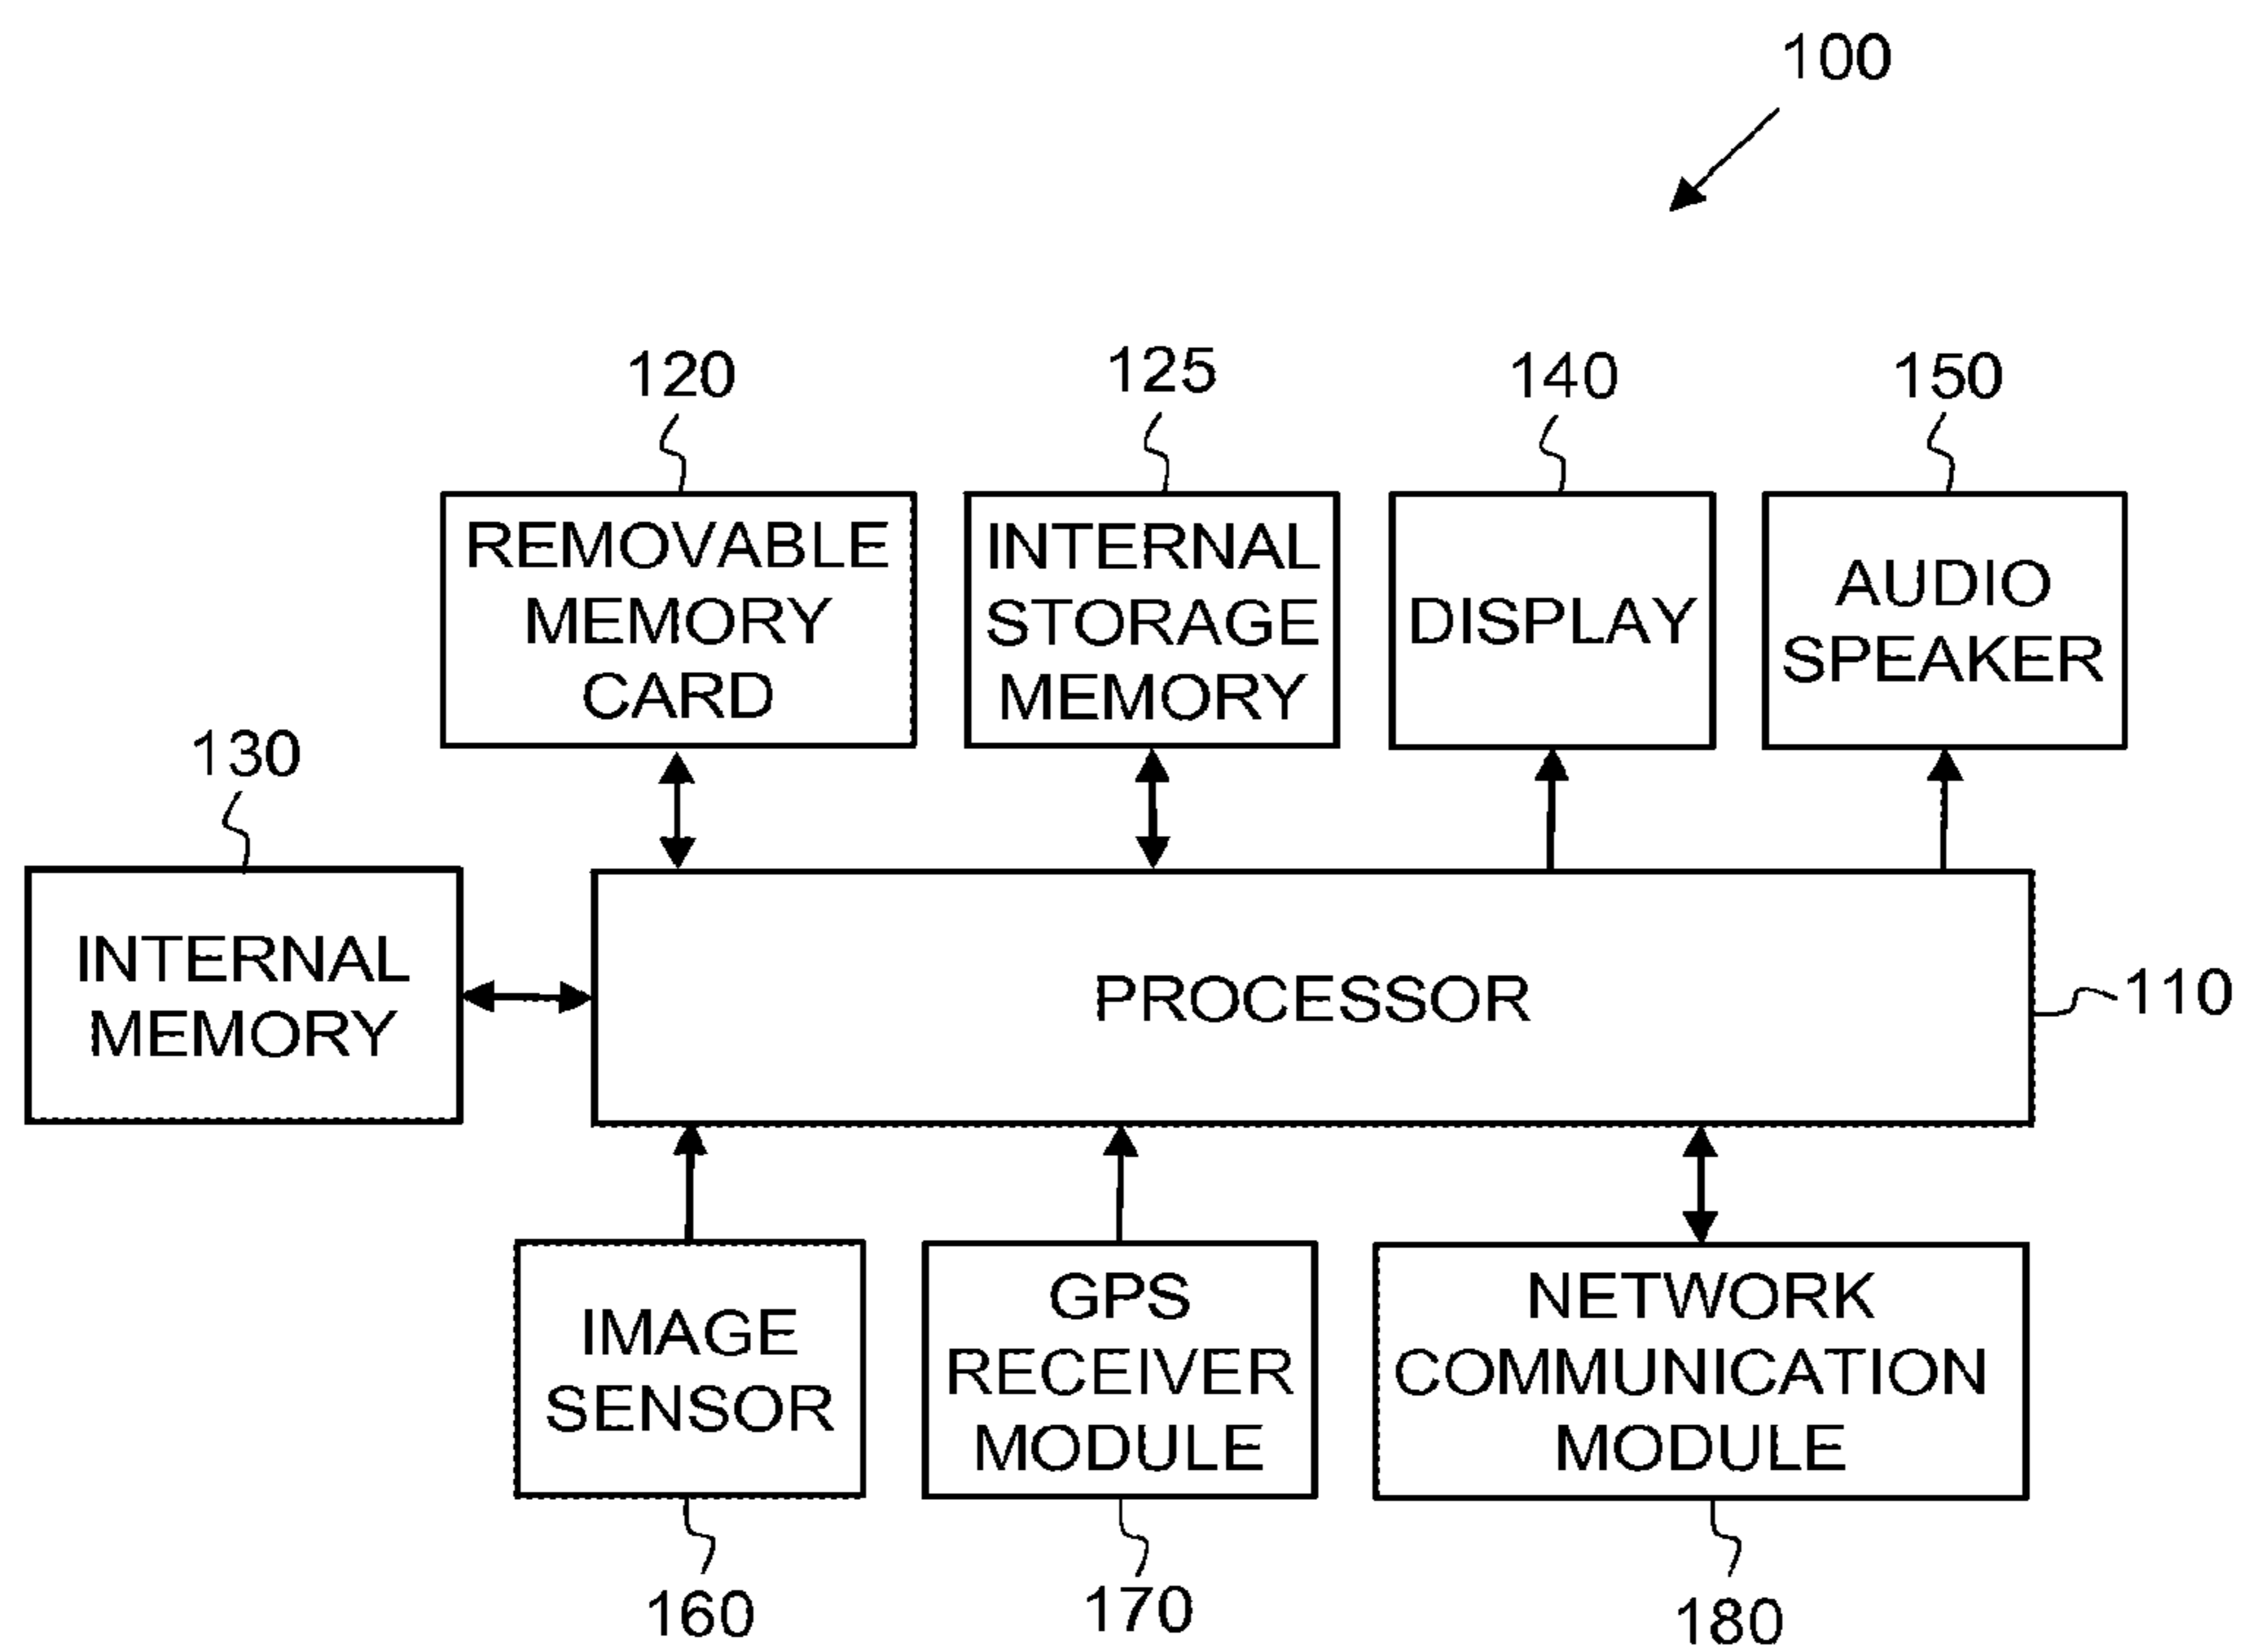 100
120
125
140
150
REMOVABLE
MEMORY
CARD
INTERNAL
STORAGE
MEMORY
DISPLAY
AUDIO
SPEAKER
130
INTERNAL
MEMORY
PROCESSOR
110
IMAGE
SENSOR
GPS
RECEIVER
MODULE
NETWORK
COMMUNICATION
MODULE
160
170
180